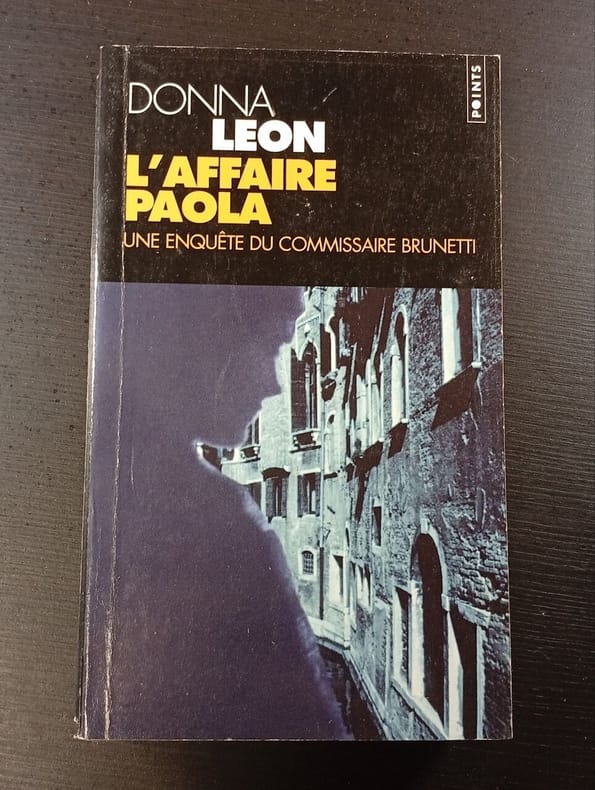 DONNA
LEON
L'AFFAIRE
PAOLA
UNE ENQUÊTE DU COMMISSAIRE BRUNETTI
POINTS